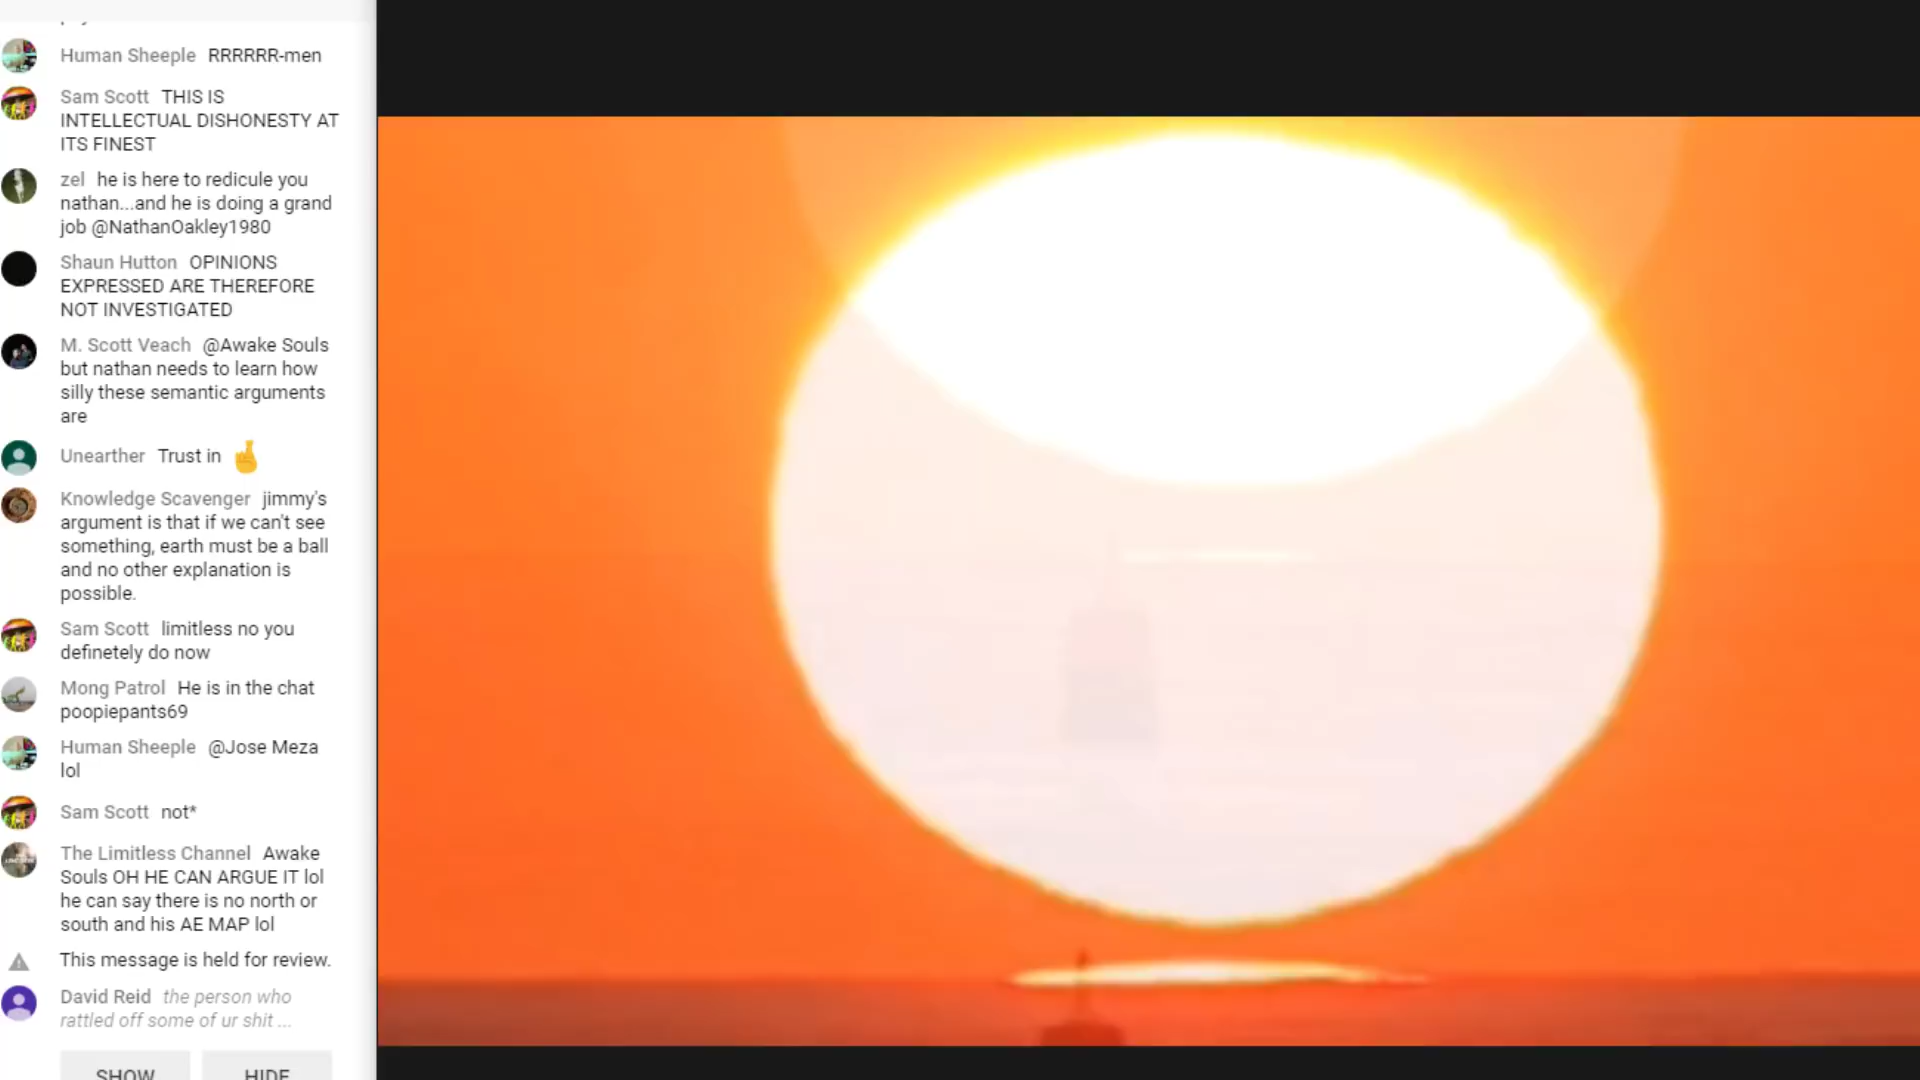 Human Sheeple RRRRRR-men
Sam Scott THIS IS
INTELLECTUAL DISHONESTY AT
ITS FINEST
zel he is here to redicule you
nathan...and he is doing a grand
job @NathanOakley1980
Shaun Hutton OPINIONS
EXPRESSED ARE THEREFORE
NOT INVESTIGATED
M. Scott Veach @Awake Souls
but nathan needs to learn how
silly these semantic arguments
are
Unearther Trust in
Knowledge Scavenger jimmy's
argument is that if we can't see
something, earth must be a ball
and no other explanation is
possible.
Sam Scott limitless no you
definetely do now
Mong Patrol He is in the chat
poopiepants69
Human Sheeple @Jose Meza
lol
Sam Scott not*
The Limitless Channel Awake
Souls OH HE CAN ARGUE IT lol
he can say there is no north or
south and his AE MAP lol
This message is held for review.
David Reid the person who
rattled off some of ur shit ...
SHOW HIDE